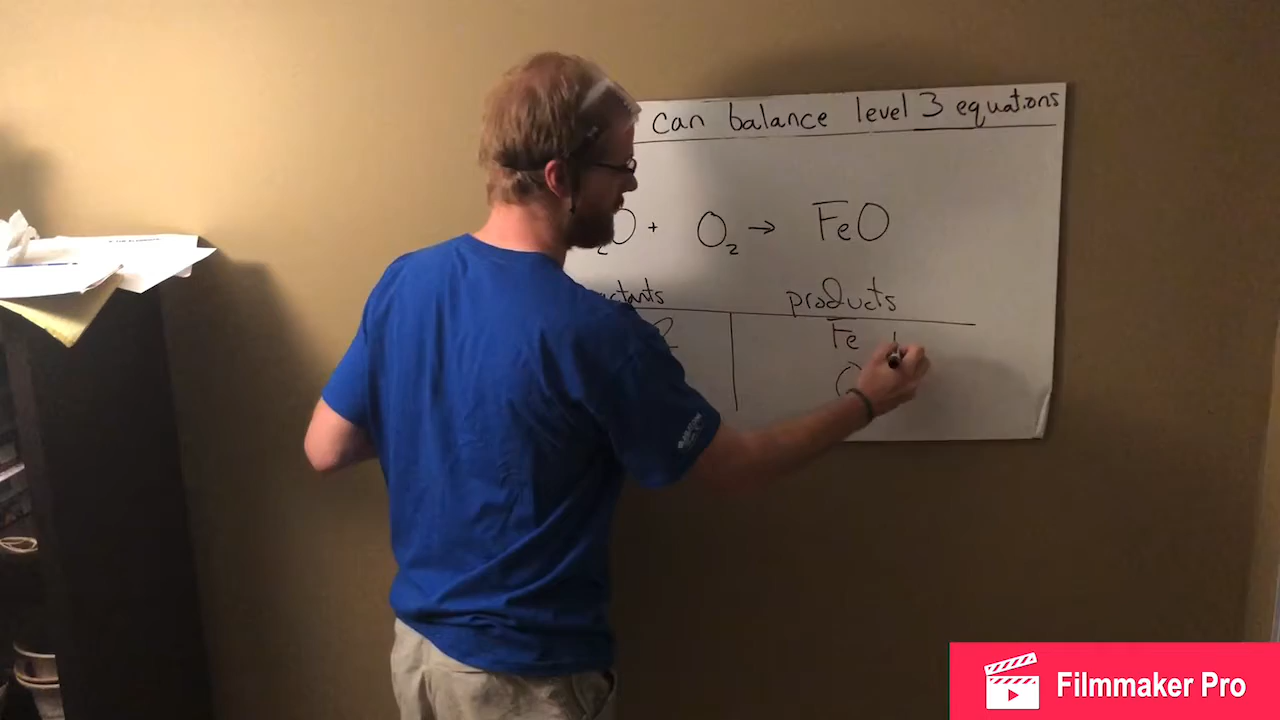 can balance level 3 equations
O + O2 → FeO
products
Fe
Filmmaker Pro